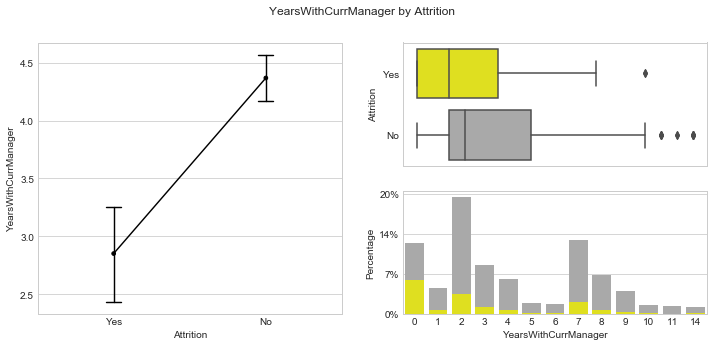 YearsWithCurrManager by Attrition
YearsWithCurrManager
4.5
4.0
3.5
3.0
2.5
Yes
No
Attrition
Attrition
Yes
No
Percentage
20%
14%
7%
0%
0 1 2 3 4 5 6 7 8 9 10 11 14
YearsWithCurrManager